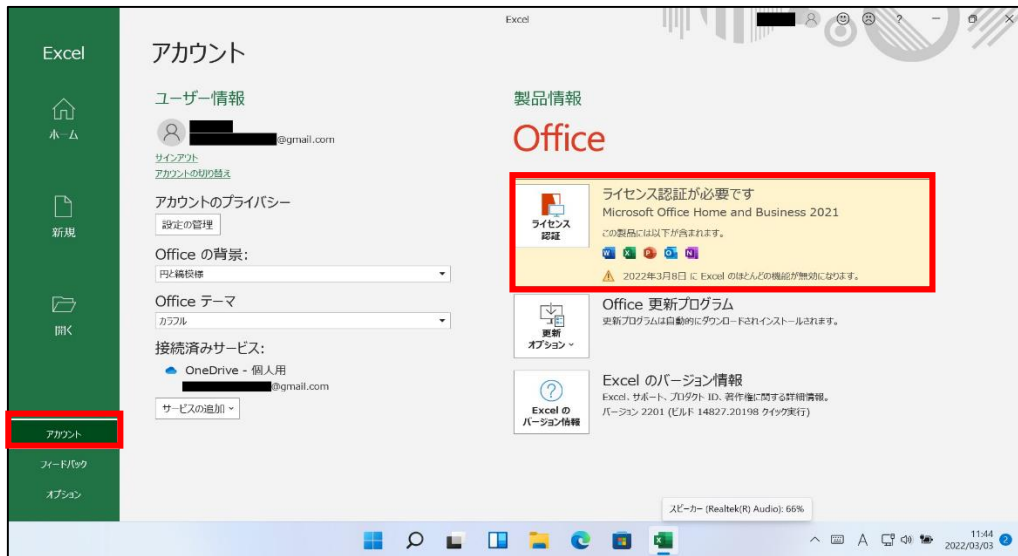 Excel
?
Excel
ホーム
新規
開く
アカウント
フィードバック
オプション
アカウント
ユーザー情報
@gmail.com
サインアウト
アカウントの切り替え
アカウントのプライバシー
設定の管理
Office の背景:
円と縞模様
Office テーマ
カラフル
接続済みサービス:
OneDrive - 個人用
@gmail.com
サービスの追加
製品情報
Office
ライセンス
認証
ライセンス認証が必要です
Microsoft Office Home and Business 2021
この製品には以下が含まれます。
2022年3月8日 に Excel のほとんどの機能が無効になります。
更新
オプション
Office 更新プログラム
更新プログラムは自動的にダウンロードされインストールされます。
Excel の
バージョン情報
Excel のバージョン情報
Excel、サポート、プロダクト ID、著作権に関する詳細情報。
バージョン 2201 (ビルド 14827.20198 クイック実行)
スピーカー (Realtek(R) Audio): 66%
A
11:44
2022/03/03
2